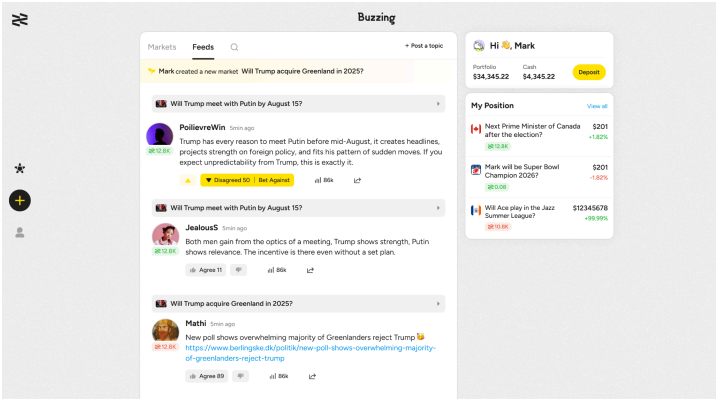 Buzzing
Markets Feeds + Post a topic
Mark created a new market Will Trump acquire Greenland in 2025?
Will Trump meet with Putin by August 15?
PoilievreWin 5min ago
12.8K
Trump has every reason to meet Putin before mid-August, it creates headlines,
projects strength on foreign policy, and fits his pattern of sudden moves. If you
expect unpredictability from Trump, this is exactly it.
Disagreed 50 | Bet Against 86k
Will Trump meet with Putin by August 15?
JealousS 5min ago
12.8K
Both men gain from the optics of a meeting, Trump shows strength, Putin
shows relevance. The incentive is there even without a set plan.
Agree 11 86k
Will Trump acquire Greenland in 2025?
Mathi 5min ago
12.8K
New poll shows overwhelming majority of Greenlanders reject Trump 🥳
https://www.berlingske.dk/politik/new-poll-shows-overwhelming-majority-
of-greenlanders-reject-trump
Agree 89 86k
Hi 👋, Mark
Portfolio Cash
$34,345.22 $4,345.22
Deposit
My Position View all
Next Prime Minister of Canada $201
after the election? +1.82%
12.8K
Mark will be Super Bowl $201
Champion 2026? -1.82%
0.08
Will Ace play in the Jazz $12345678
Summer League? +99.99%
10.8K